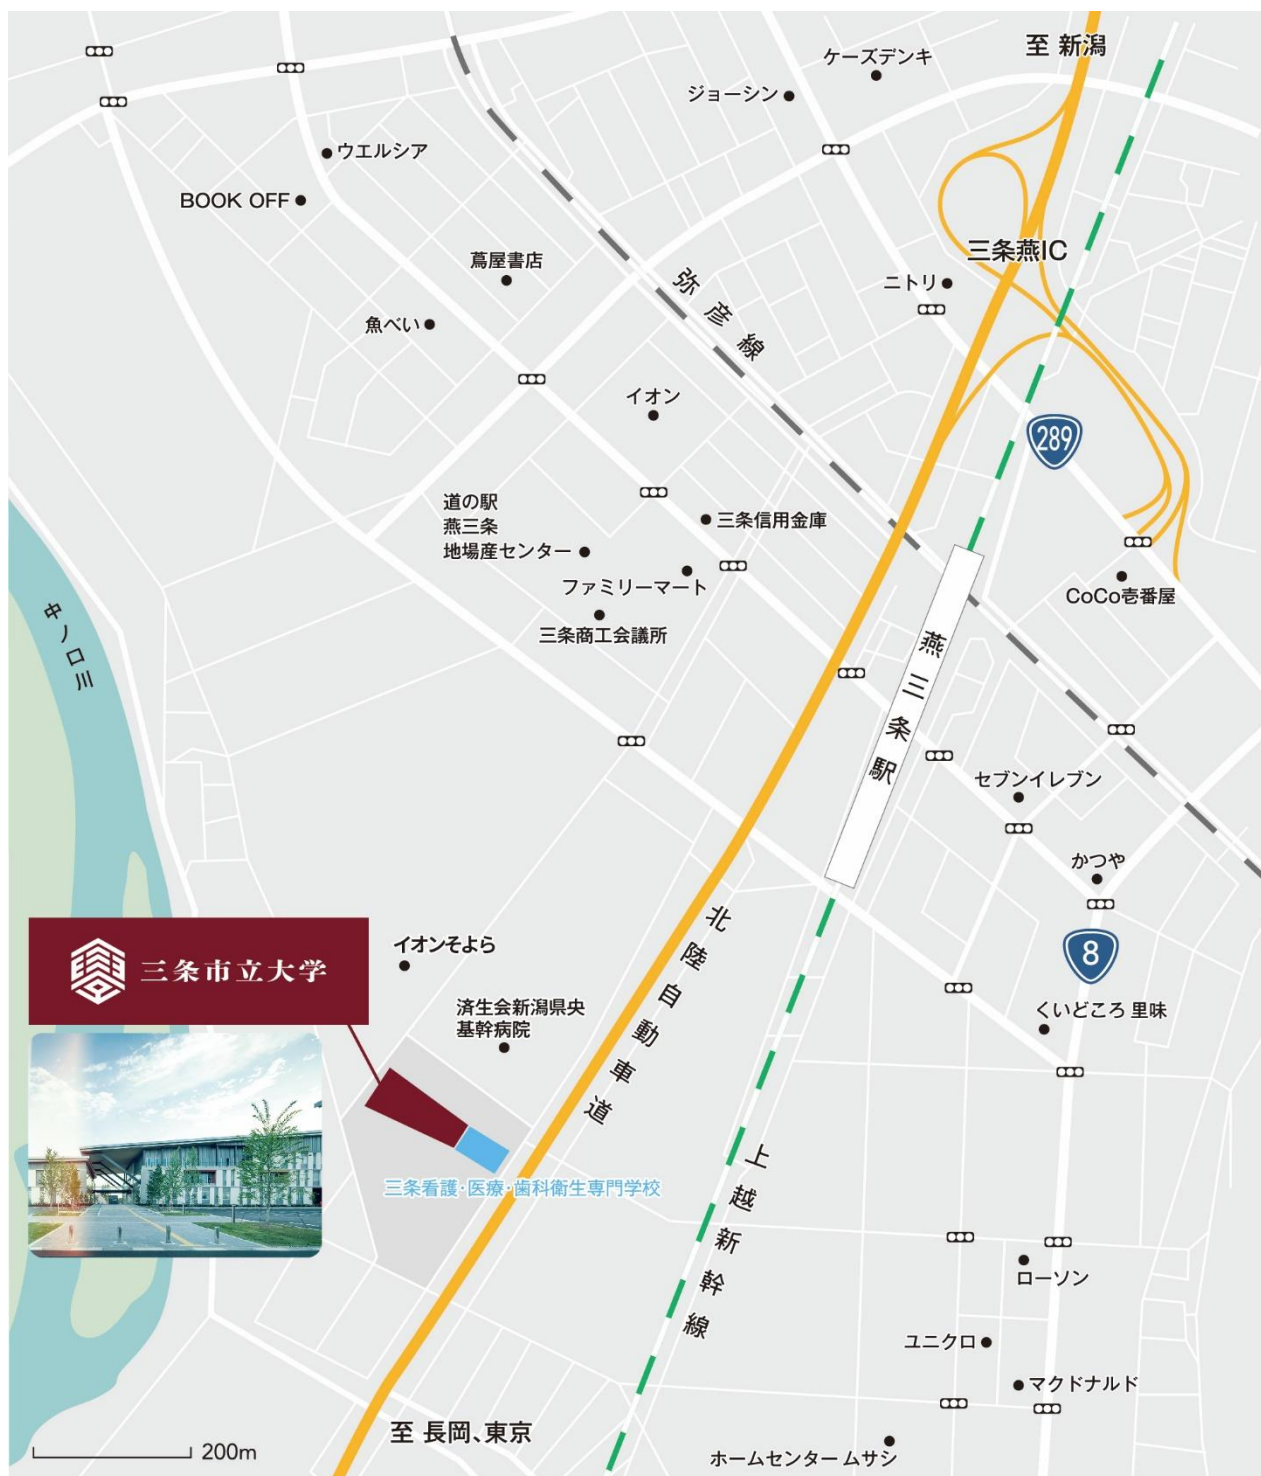 至 新潟
ケーズデンキ
ジョーシン
ウエルシア
BOOK OFF
三条燕IC
蔦屋書店
弥彦線
ニトリ
魚べい
イオン
289
道の駅
燕三条
地場産センター
三条信用金庫
ファミリーマート
CoCo壱番屋
三条商工会議所
中ノ口川
燕三条駅
セブンイレブン
かつや
北陸自動車道
イオンそよら
8
三条市立大学
済生会新潟県央
基幹病院
くいどころ 里味
上越新幹線
三条看護・医療・歯科衛生専門学校
ローソン
ユニクロ
マクドナルド
至 長岡、東京
ホームセンタームサシ
200m